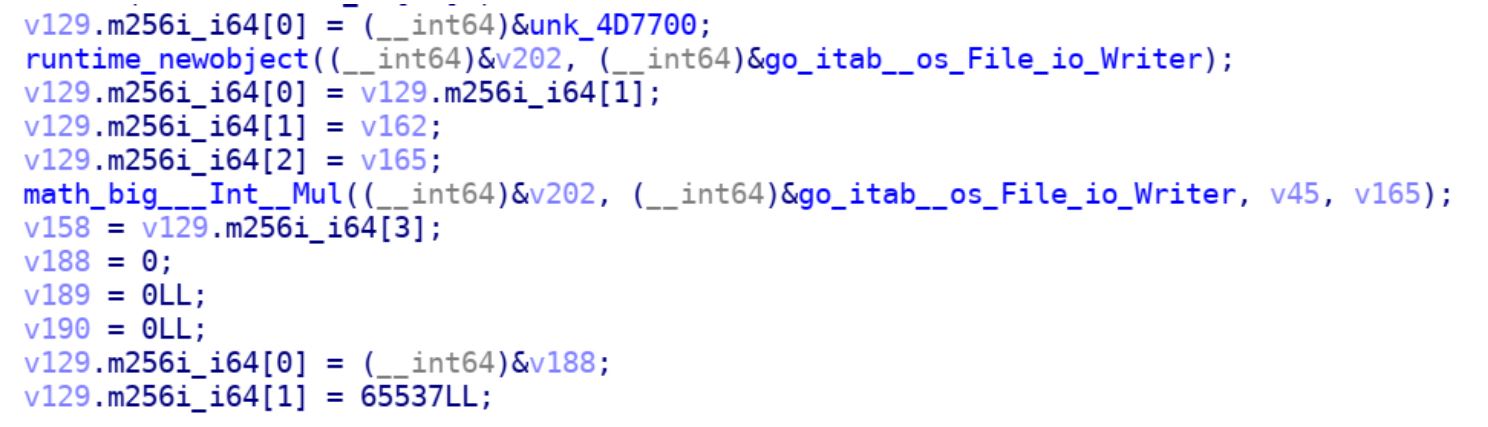 v129.m256i_i64[0] = (__int64)&unk_4D7700;
runtime_newobject((__int64)&v202, (__int64)&go_itab__os_File_io_Writer);
v129.m256i_i64[0] = v129.m256i_i64[1];
v129.m256i_i64[1] = v162;
v129.m256i_i64[2] = v165;
math_big___Int__Mul((__int64)&v202, (__int64)&go_itab__os_File_io_Writer, v45, v165);
v158 = v129.m256i_i64[3];
v188 = 0;
v189 = 0LL;
v190 = 0LL;
v129.m256i_i64[0] = (__int64)&v188;
v129.m256i_i64[1] = 65537LL;